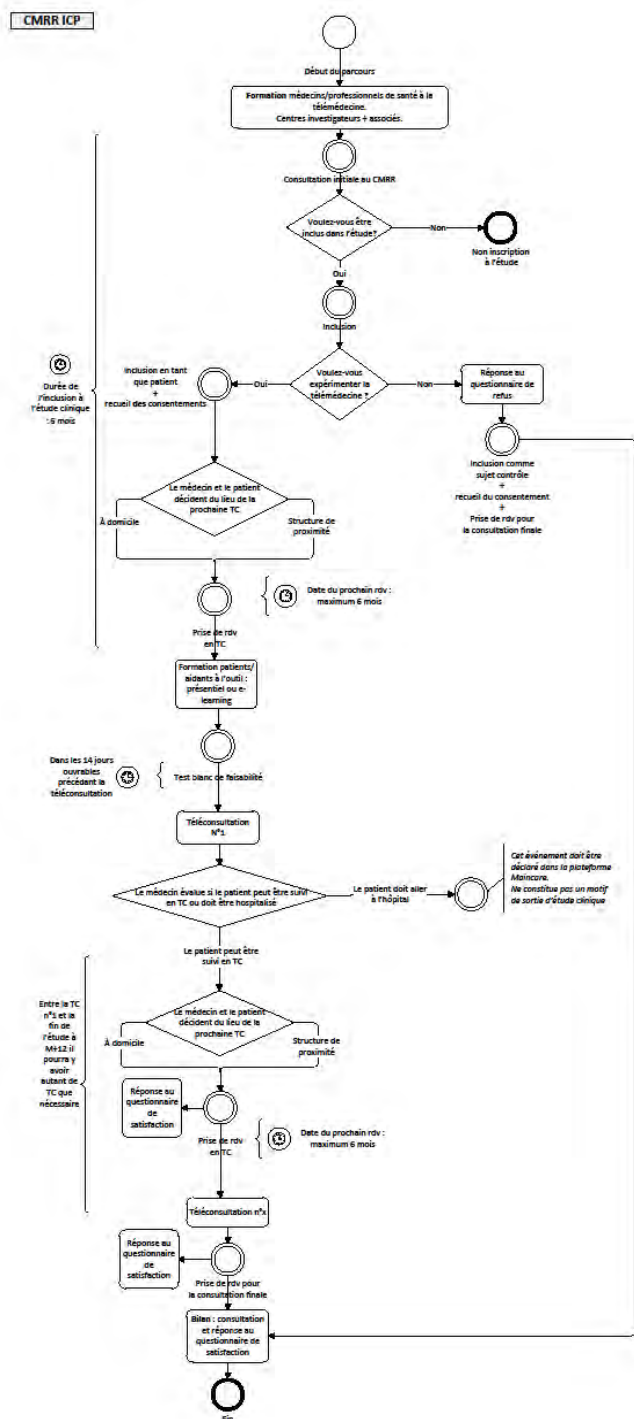 CMRR ICP
Début du parcours
Formation médecins/professionnels de santé à la
télémédecine.
Centres investigateurs + associés.
Consultation initiale au CMRR
Voulez-vous être
inclus dans l'étude?
Non
Non inscription
à l'étude
Oui
Inclusion
Durée de
l'inclusion à
l'étude clinique
: 6 mois
Inclusion en tant
que patient
+
recueil des consentements
Oui
Voulez-vous
expérimenter la
télémédecine ?
Non
Réponse au
questionnaire de
refus
Inclusion comme
sujet contrôle
+
recueil du consentement
+
Prise de rdv pour
la consultation finale
Le médecin et le patient
décident du lieu de la
prochaine TC
À domicile
Structure de
proximité
Date du prochain rdv :
maximum 6 mois
Prise de rdv
en TC
Formation patients/
aidants à l'outil :
présentiel ou e-
learning
Dans les 14 jours
ouvrables
précédant la
téléconsultation
Test blanc de faisabilité
Téléconsultation
N°1
Le médecin évalue si le patient peut être suivi
en TC ou doit être hospitalisé
Le patient doit aller
à l'hôpital
Cet événement doit être
déclaré dans la plateforme
Maincare.
Ne constitue pas un motif
de sortie d'étude clinique
Le patient peut être
suivi en TC
Entre la TC
n°1 et la
fin de
l'étude à
M+12 il
pourra y
avoir
autant de
TC que
nécessaire
Le médecin et le patient
décident du lieu de la
prochaine TC
À domicile
Structure de
proximité
Réponse au
questionnaire
de
satisfaction
Prise de rdv
en TC
Date du prochain rdv :
maximum 6 mois
Téléconsultation n°x
Réponse au
questionnaire
de
satisfaction
Prise de rdv pour
la consultation finale
Bilan : consultation
et réponse au
questionnaire de
satisfaction
Fin